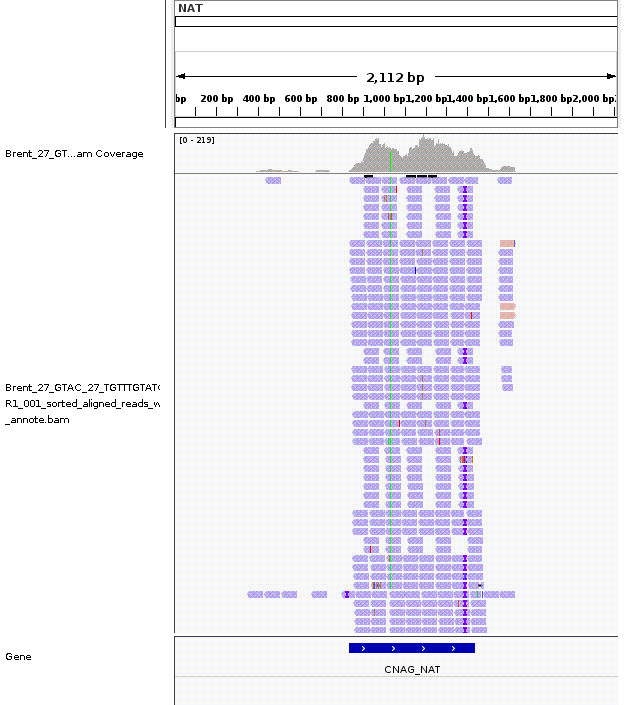 NAT
2,112 bp
bp 200 bp 400 bp 600 bp 800 bp 1,000 bp 1,200 bp 1,400 bp 1,600 bp 1,800 bp 2,000 bp
[0 - 219]
Brent_27_GT...am Coverage
Brent_27_GTAC_27_TGTTTGTATC
R1_001_sorted_aligned_reads_w
_annote.bam
Gene
CNAG_NAT